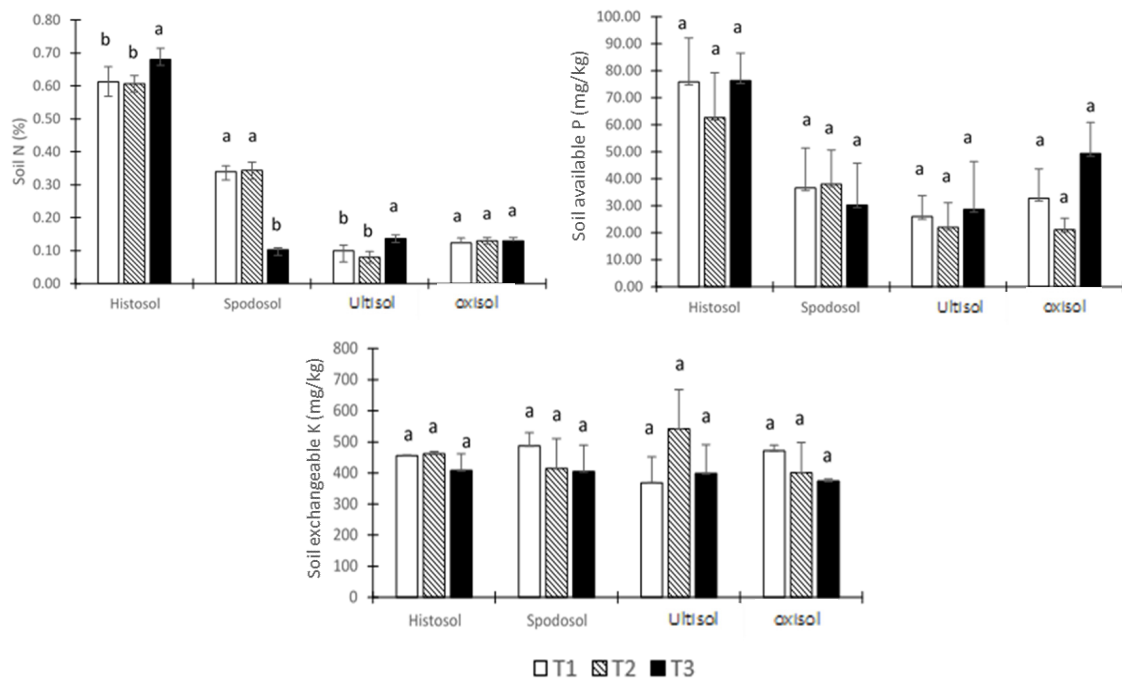 Soil N (%)
0.80
0.70
0.60
0.50
0.40
0.30
0.20
0.10
0.00
b b a
a a b
b b a
a a a
Histosol Spodosol Ultisol oxisol
Soil available P (mg/kg)
100.00
90.00
80.00
70.00
60.00
50.00
40.00
30.00
20.00
10.00
0.00
a a a
a a a
a a a
a a a
Histosol Spodosol Ultisol oxisol
Soil exchangeable K (mg/kg)
800
700
600
500
400
300
200
100
0
a a a
a a a
a a a
a a a
Histosol Spodosol Ultisol oxisol
T1 T2 T3